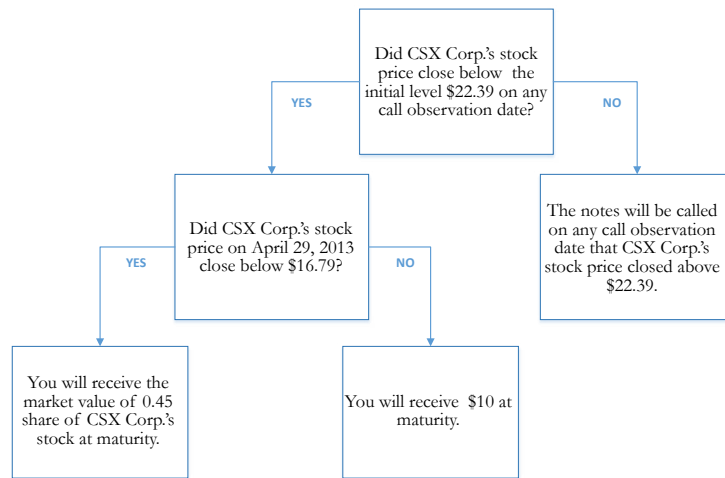 Did CSX Corp.'s stock
price close below the
initial level $22.39 on any
call observation date?
YES
NO
Did CSX Corp.'s stock
price on April 29, 2013
close below $16.79?
The notes will be called
on any call observation
date that CSX Corp.'s
stock price closed above
$22.39.
YES
NO
You will receive the
market value of 0.45
share of CSX Corp.'s
stock at maturity.
You will receive $10 at
maturity.